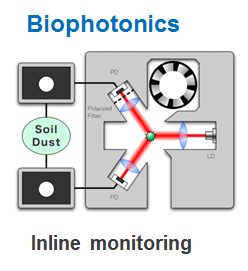 Biophotonics
PD
Polarized
Filter
Soil
Dust
LD
PD
Inline monitoring